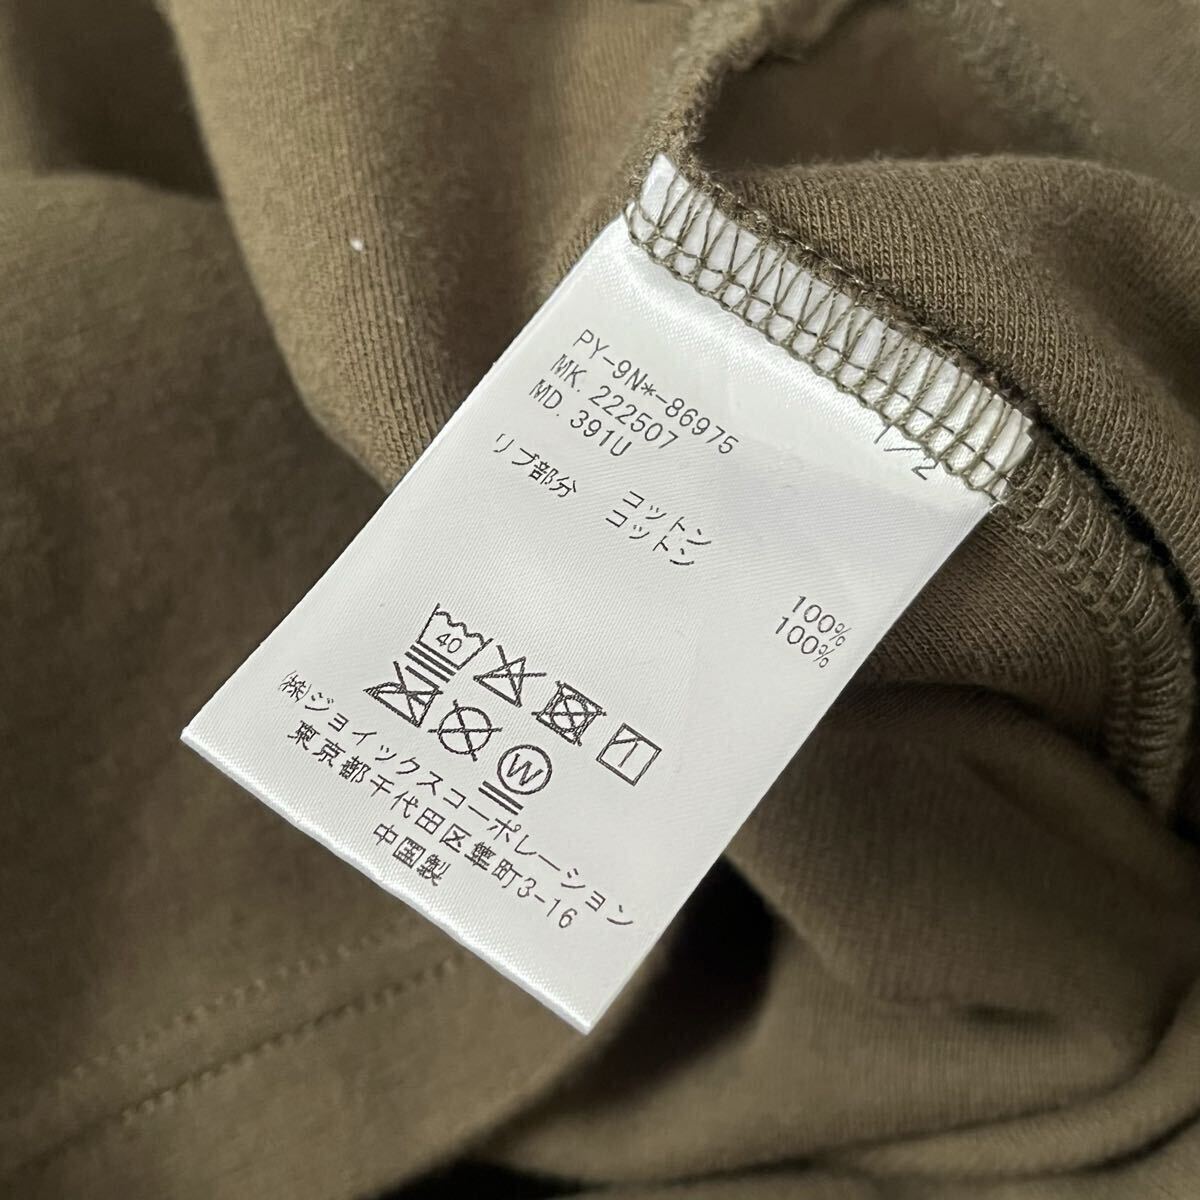 PY-9N*-86975
MK. 222507
MD. 391U
1/2
コットン 100%
リブ部分 コットン 100%
40
W
(株)ジョイックスコーポレーション
東京都千代田区隼町3-16
中国製